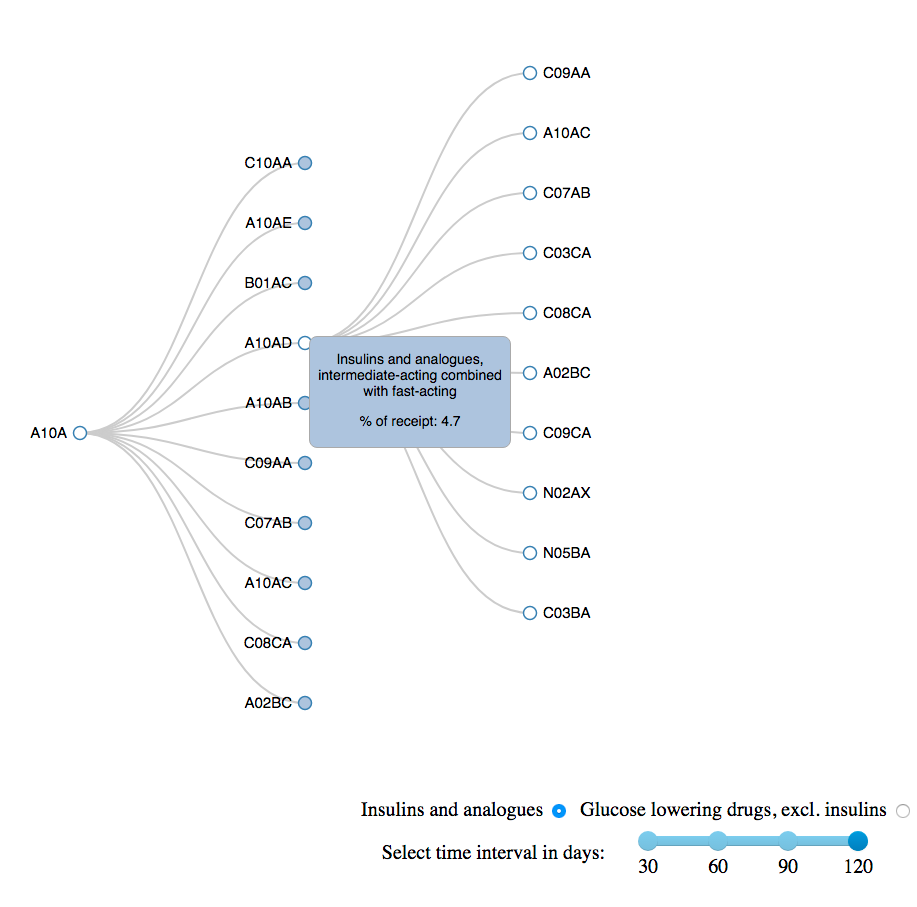 C09AA
A10AC
C10AA
C07AB
A10AE
C03CA
B01AC
C08CA
A10AD
Insulins and analogues,
intermediate-acting combined
with fast-acting
% of receipt: 4.7
A02BC
A10AB
A10A
C09CA
C09AA
N02AX
C07AB
N05BA
A10AC
C03BA
C08CA
A02BC
Insulins and analogues Glucose lowering drugs, excl. insulins
Select time interval in days:
30 60 90 120